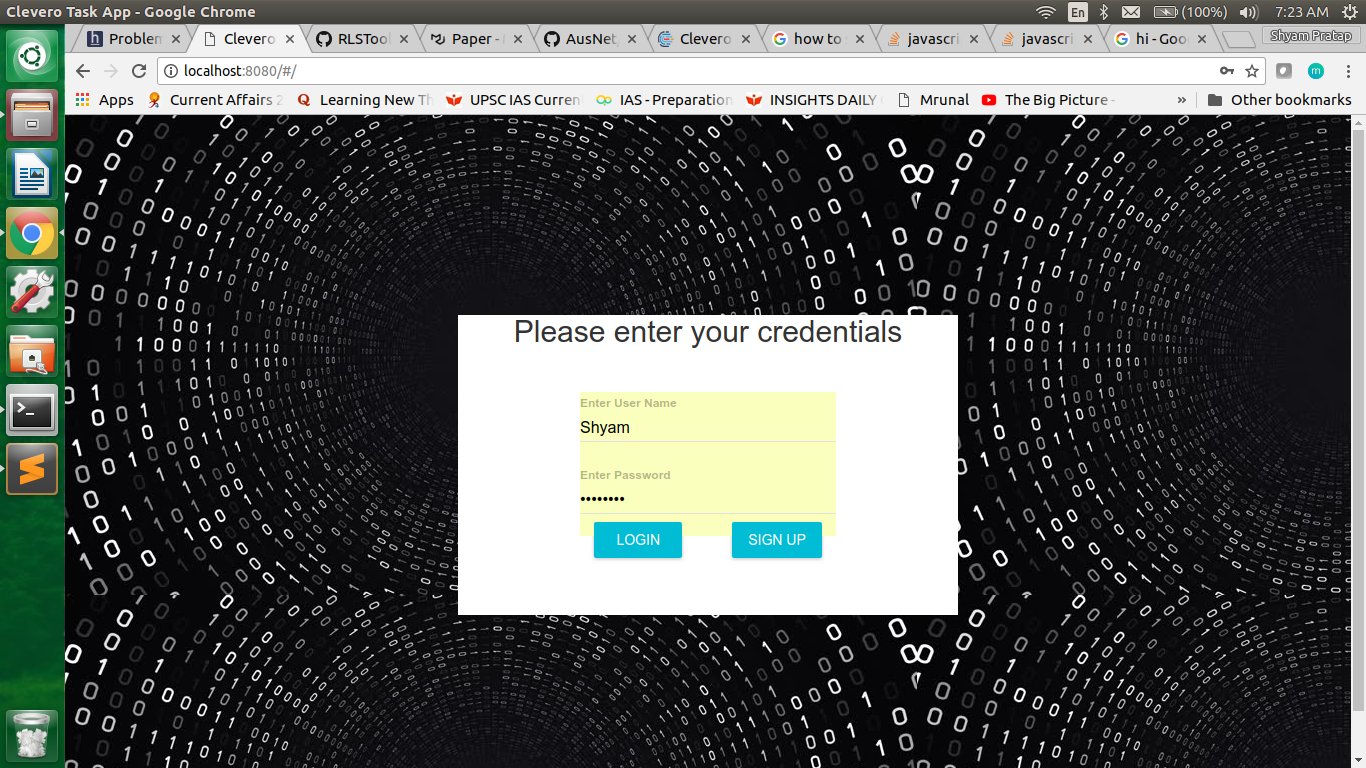 Clevero Task App - Google Chrome
En (100%) 7:23 AM
Problem Clevero RLSTool Paper - AusNet, Clevero how to javascri javascri hi - Goo Shyam Pratap
localhost:8080/#/
Apps Current Affairs 2 Learning New Th UPSC IAS Curren IAS - Preparation INSIGHTS DAILY Mrunal The Big Picture - » Other bookmarks
Please enter your credentials
Enter User Name
Shyam
Enter Password
••••••••
LOGIN SIGN UP